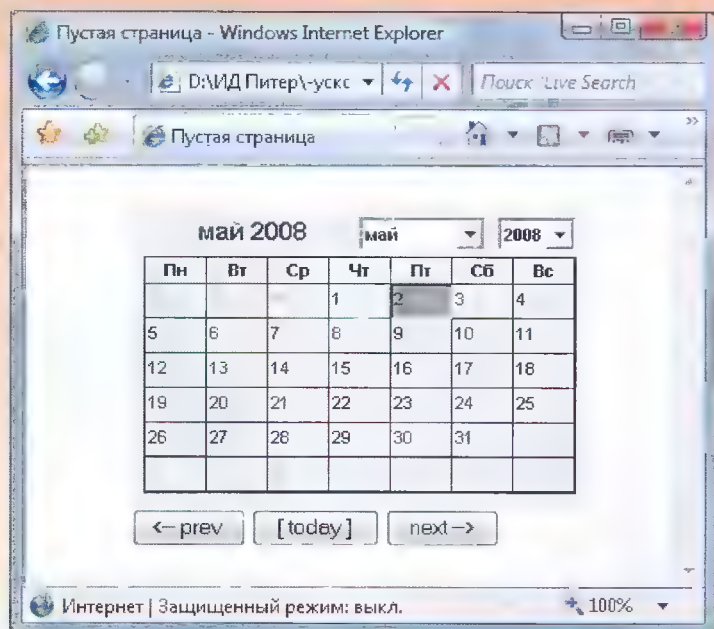 Пустая страница - Windows Internet Explorer
D:\ИД Питер\-ускс
Поиск 'Live Search
Пустая страница
май 2008 май 2008
Пн Вт Ср Чт Пт Сб Вс
1 2 3 4
5 6 7 8 9 10 11
12 13 14 15 16 17 18
19 20 21 22 23 24 25
26 27 28 29 30 31
<-- prev [ today ] next -->
Интернет | Защищенный режим: выкл. 100%